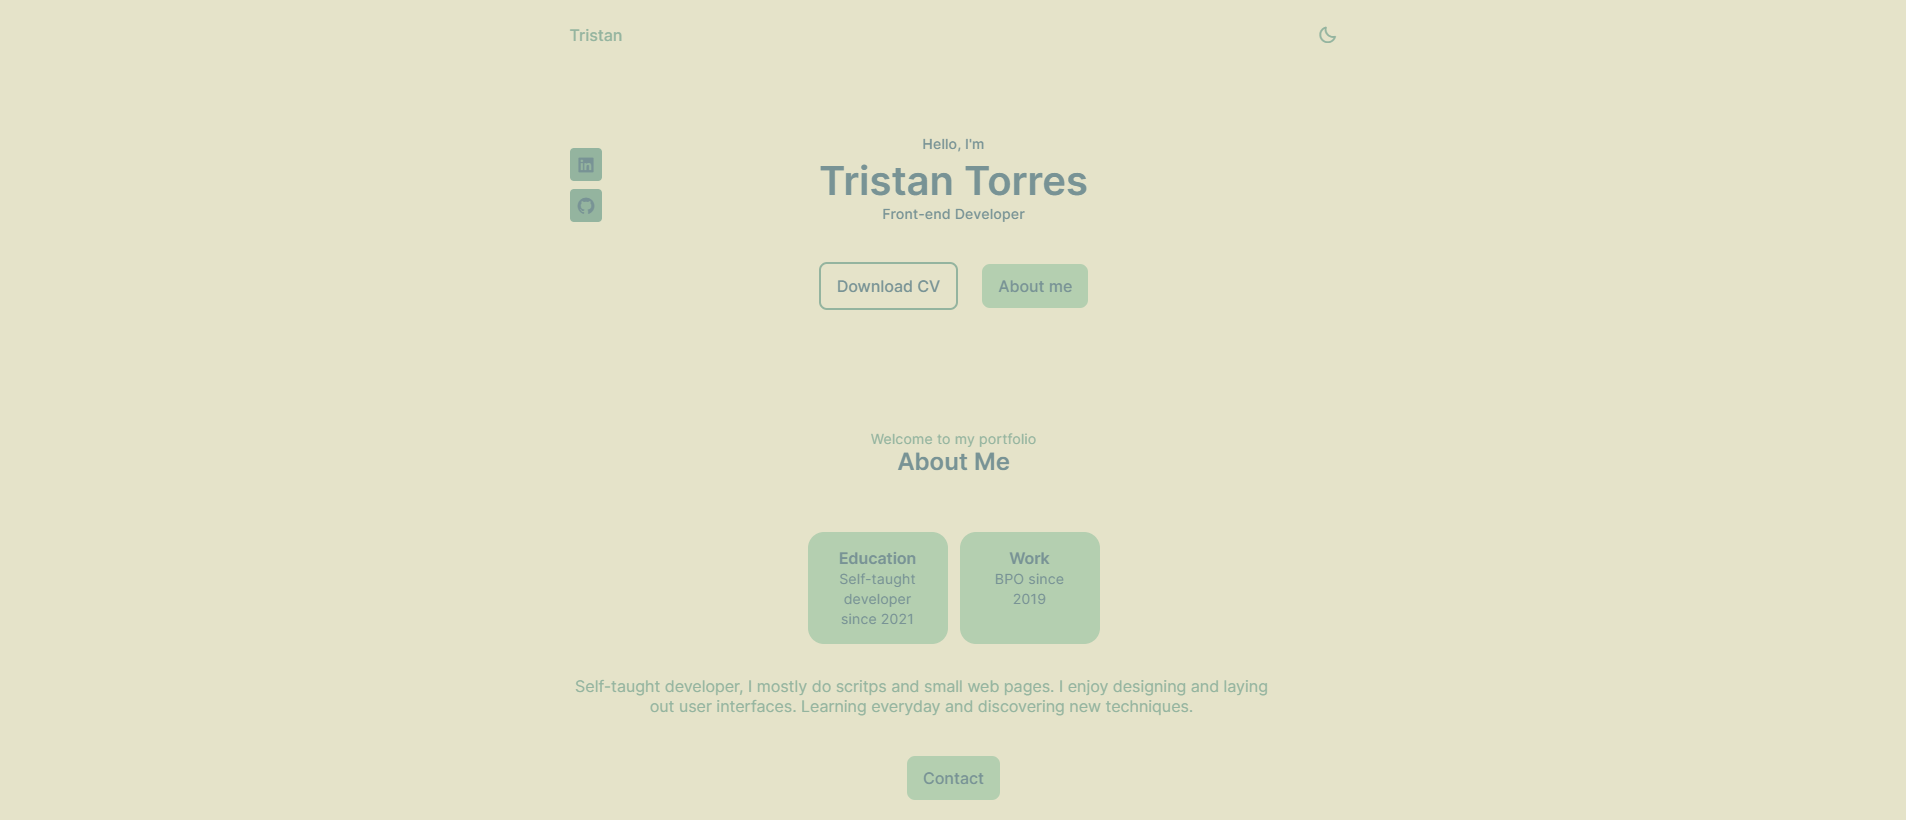 Tristan
Hello, I'm
Tristan Torres
Front-end Developer
Download CV
About me
Welcome to my portfolio
About Me
Education
Self-taught
developer
since 2021
Work
BPO since
2019
Self-taught developer, I mostly do scritps and small web pages. I enjoy designing and laying
out user interfaces. Learning everyday and discovering new techniques.
Contact